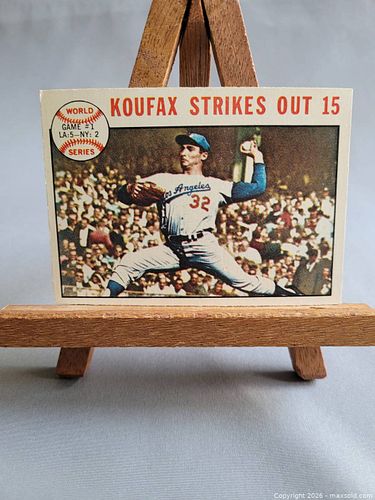 KOUFAX STRIKES OUT 15
WORLD
GAME #1
LA:5-NY: 2
SERIES
Los Angeles
32
Copyright 2026 - maxsold.com